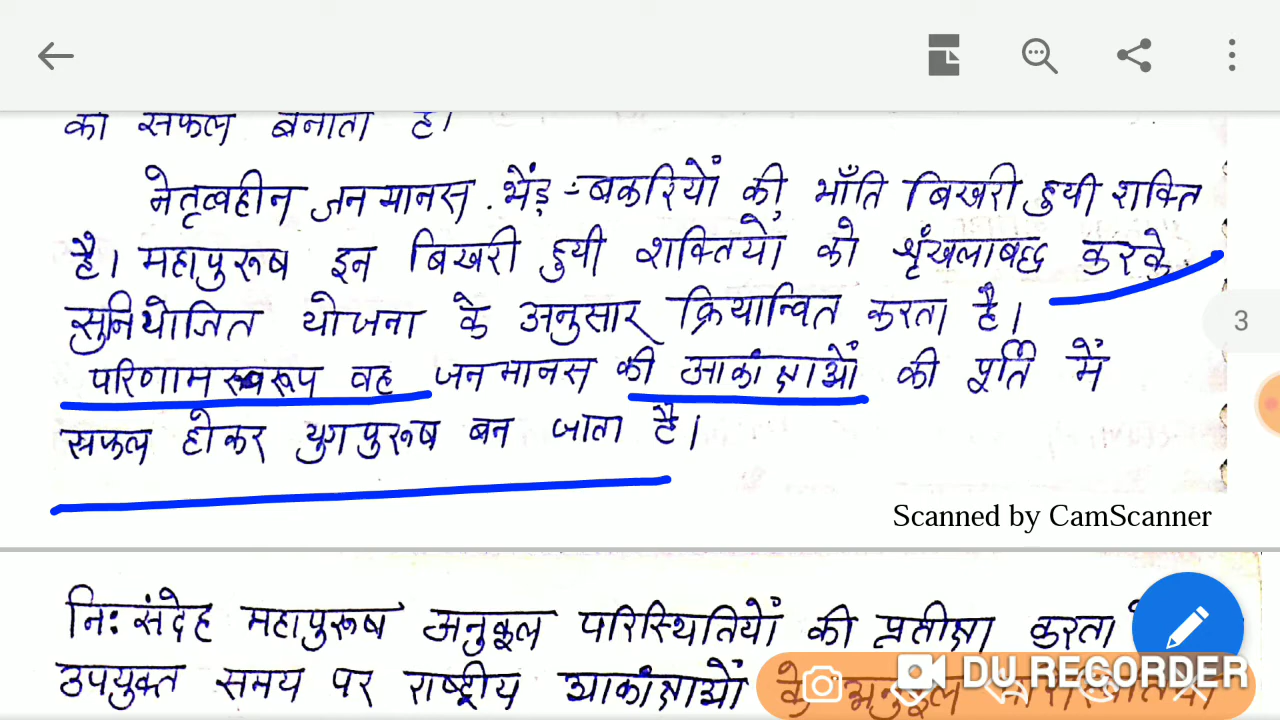 को सफल बनाता है।
नेतृत्वहीन जनमानस भेंड़-बकरियों की भाँति बिखरी हुयी शक्ति
है। महापुरूष इन बिखरी हुयी शक्तियों को श्रृंखलाबद्ध करके
सुनियोजित योजना के अनुसार क्रियान्वित करता है।
3
परिणामस्वरूप वह जनमानस की आकांक्षाओं की पूर्ति में
सफल होकर युगपुरूष बन जाता है।
Scanned by CamScanner
नि: संदेह महापुरूष अनुकूल परिस्थितियों की प्रतीक्षा करता
उपयुक्त समय पर राष्ट्रीय आकांक्षाओं के अनुकूल
DU RECORDER